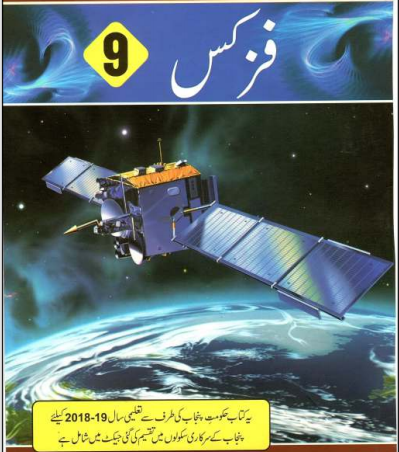 فزکس 9
یہ کتاب حکومتِ پنجاب کی طرف سے تعلیمی سال 19-2018 کیلئے
پنجاب کے سرکاری سکولوں میں تقسیم کی گئی جیکٹ میں شامل ہے